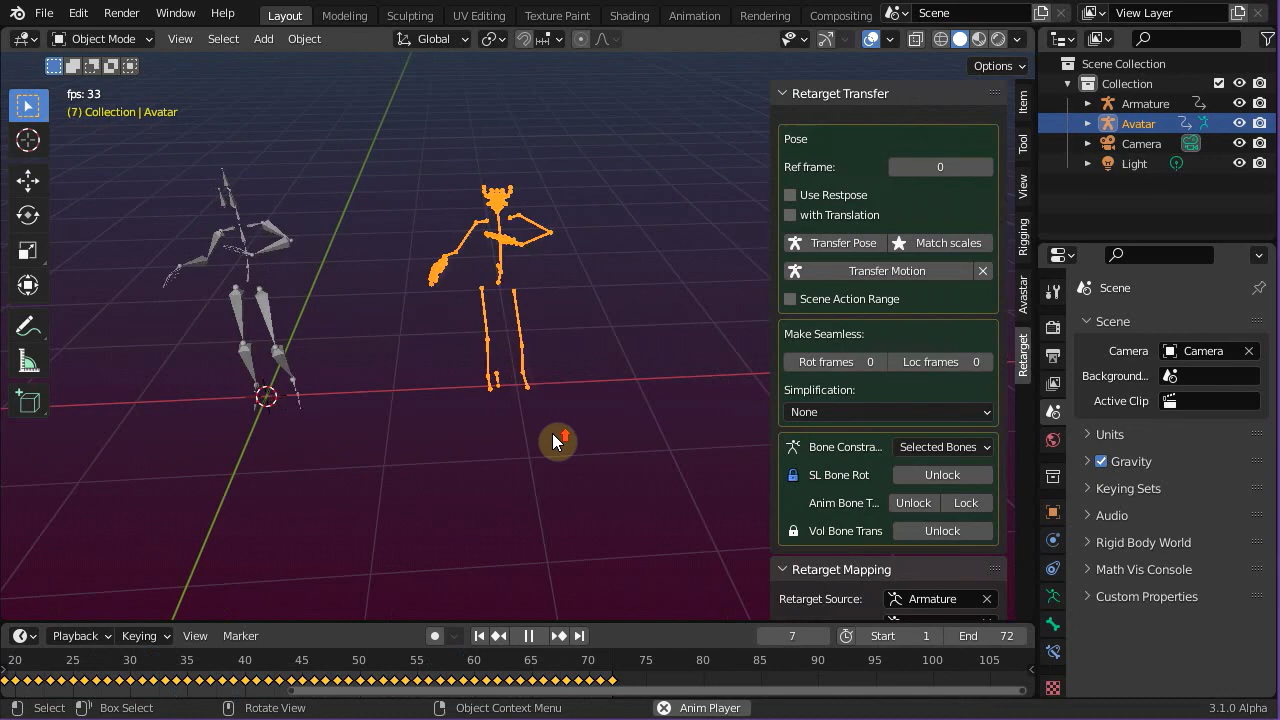 File Edit Render Window Help Layout Modeling Sculpting UV Editing Texture Paint Shading Animation Rendering Compositing Scene View Layer
Object Mode View Select Add Object Global
Options
fps: 33
(7) Collection | Avatar
Retarget Transfer
Pose
Ref frame: 0
Use Restpose
with Translation
Transfer Pose Match scales
Transfer Motion
Scene Action Range
Make Seamless:
Rot frames 0 Loc frames 0
Simplification:
None
Bone Constra... Selected Bones
SL Bone Rot Unlock
Anim Bone T... Unlock Lock
Vol Bone Trans Unlock
Retarget Mapping
Retarget Source: Armature
Item
Tool
View
Rigging
Avastar
Retarget
Scene Collection
Collection
Armature
Avatar
Camera
Light
Scene
Scene
Camera Camera
Background...
Active Clip
Units
Gravity
Keying Sets
Audio
Rigid Body World
Math Vis Console
Custom Properties
Playback Keying View Marker 7 Start 1 End 72
20 25 30 35 40 45 50 55 60 65 70 75 80 85 90 95 100 105
Select Box Select Rotate View Object Context Menu Anim Player 3.1.0 Alpha